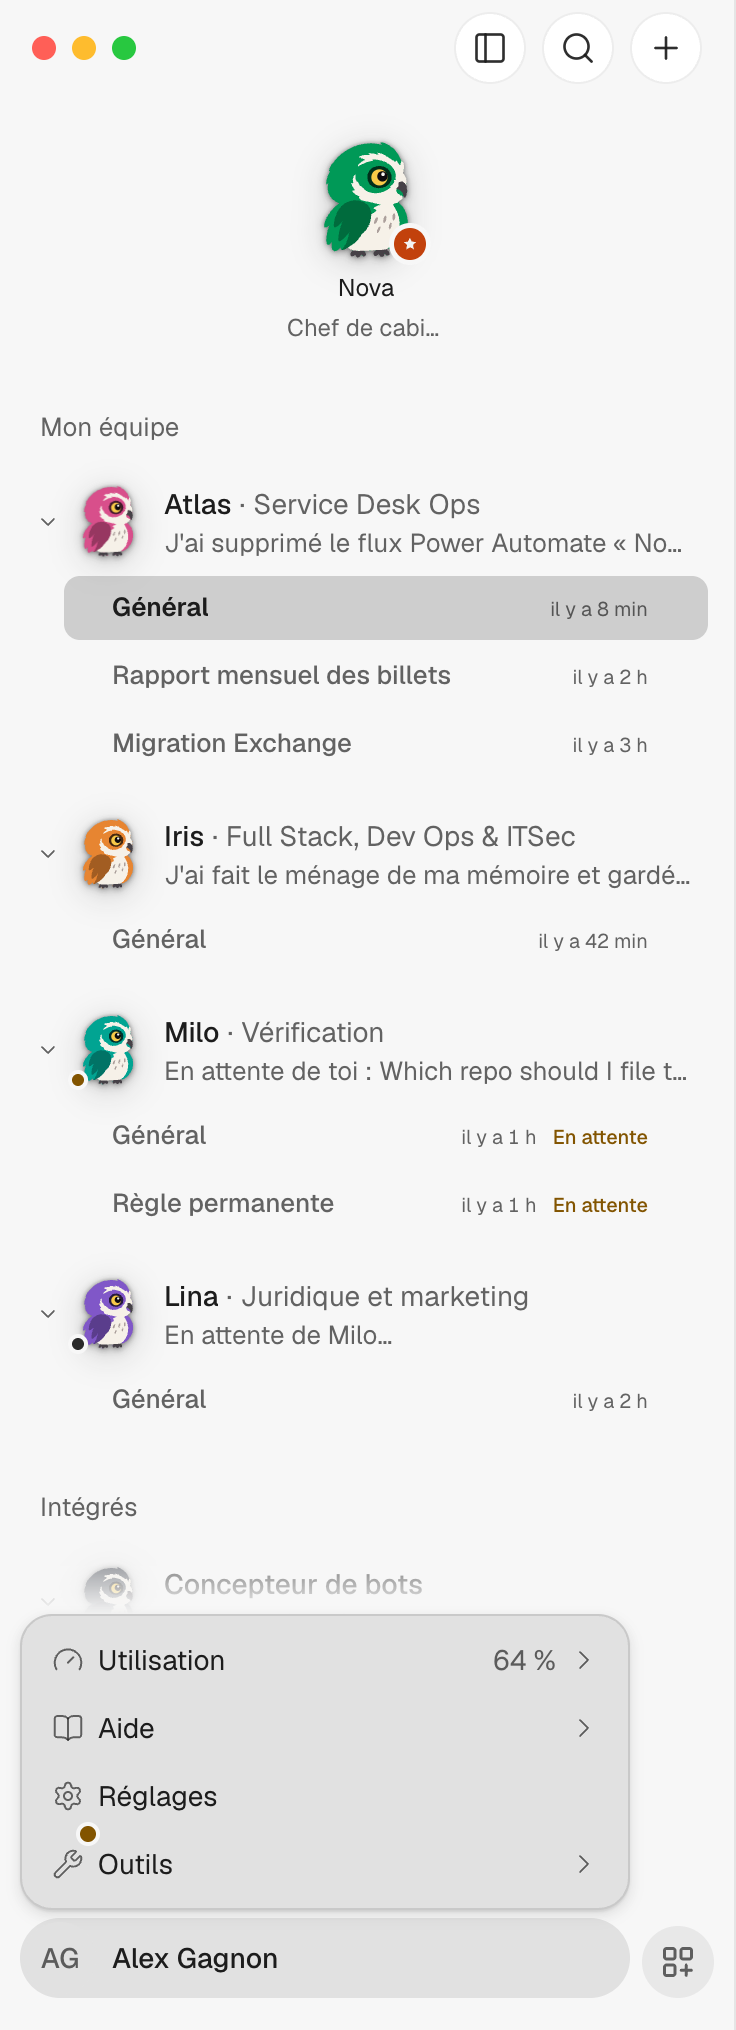 Nova
Chef de cabi...
Mon équipe
Atlas · Service Desk Ops
J'ai supprimé le flux Power Automate « No...
Général il y a 8 min
Rapport mensuel des billets il y a 2 h
Migration Exchange il y a 3 h
Iris · Full Stack, Dev Ops & ITSec
J'ai fait le ménage de ma mémoire et gardé...
Général il y a 42 min
Milo · Vérification
En attente de toi : Which repo should I file t...
Général il y a 1 h En attente
Règle permanente il y a 1 h En attente
Lina · Juridique et marketing
En attente de Milo...
Général il y a 2 h
Intégrés
Concepteur de bots
Utilisation 64 %
Aide
Réglages
Outils
AG Alex Gagnon